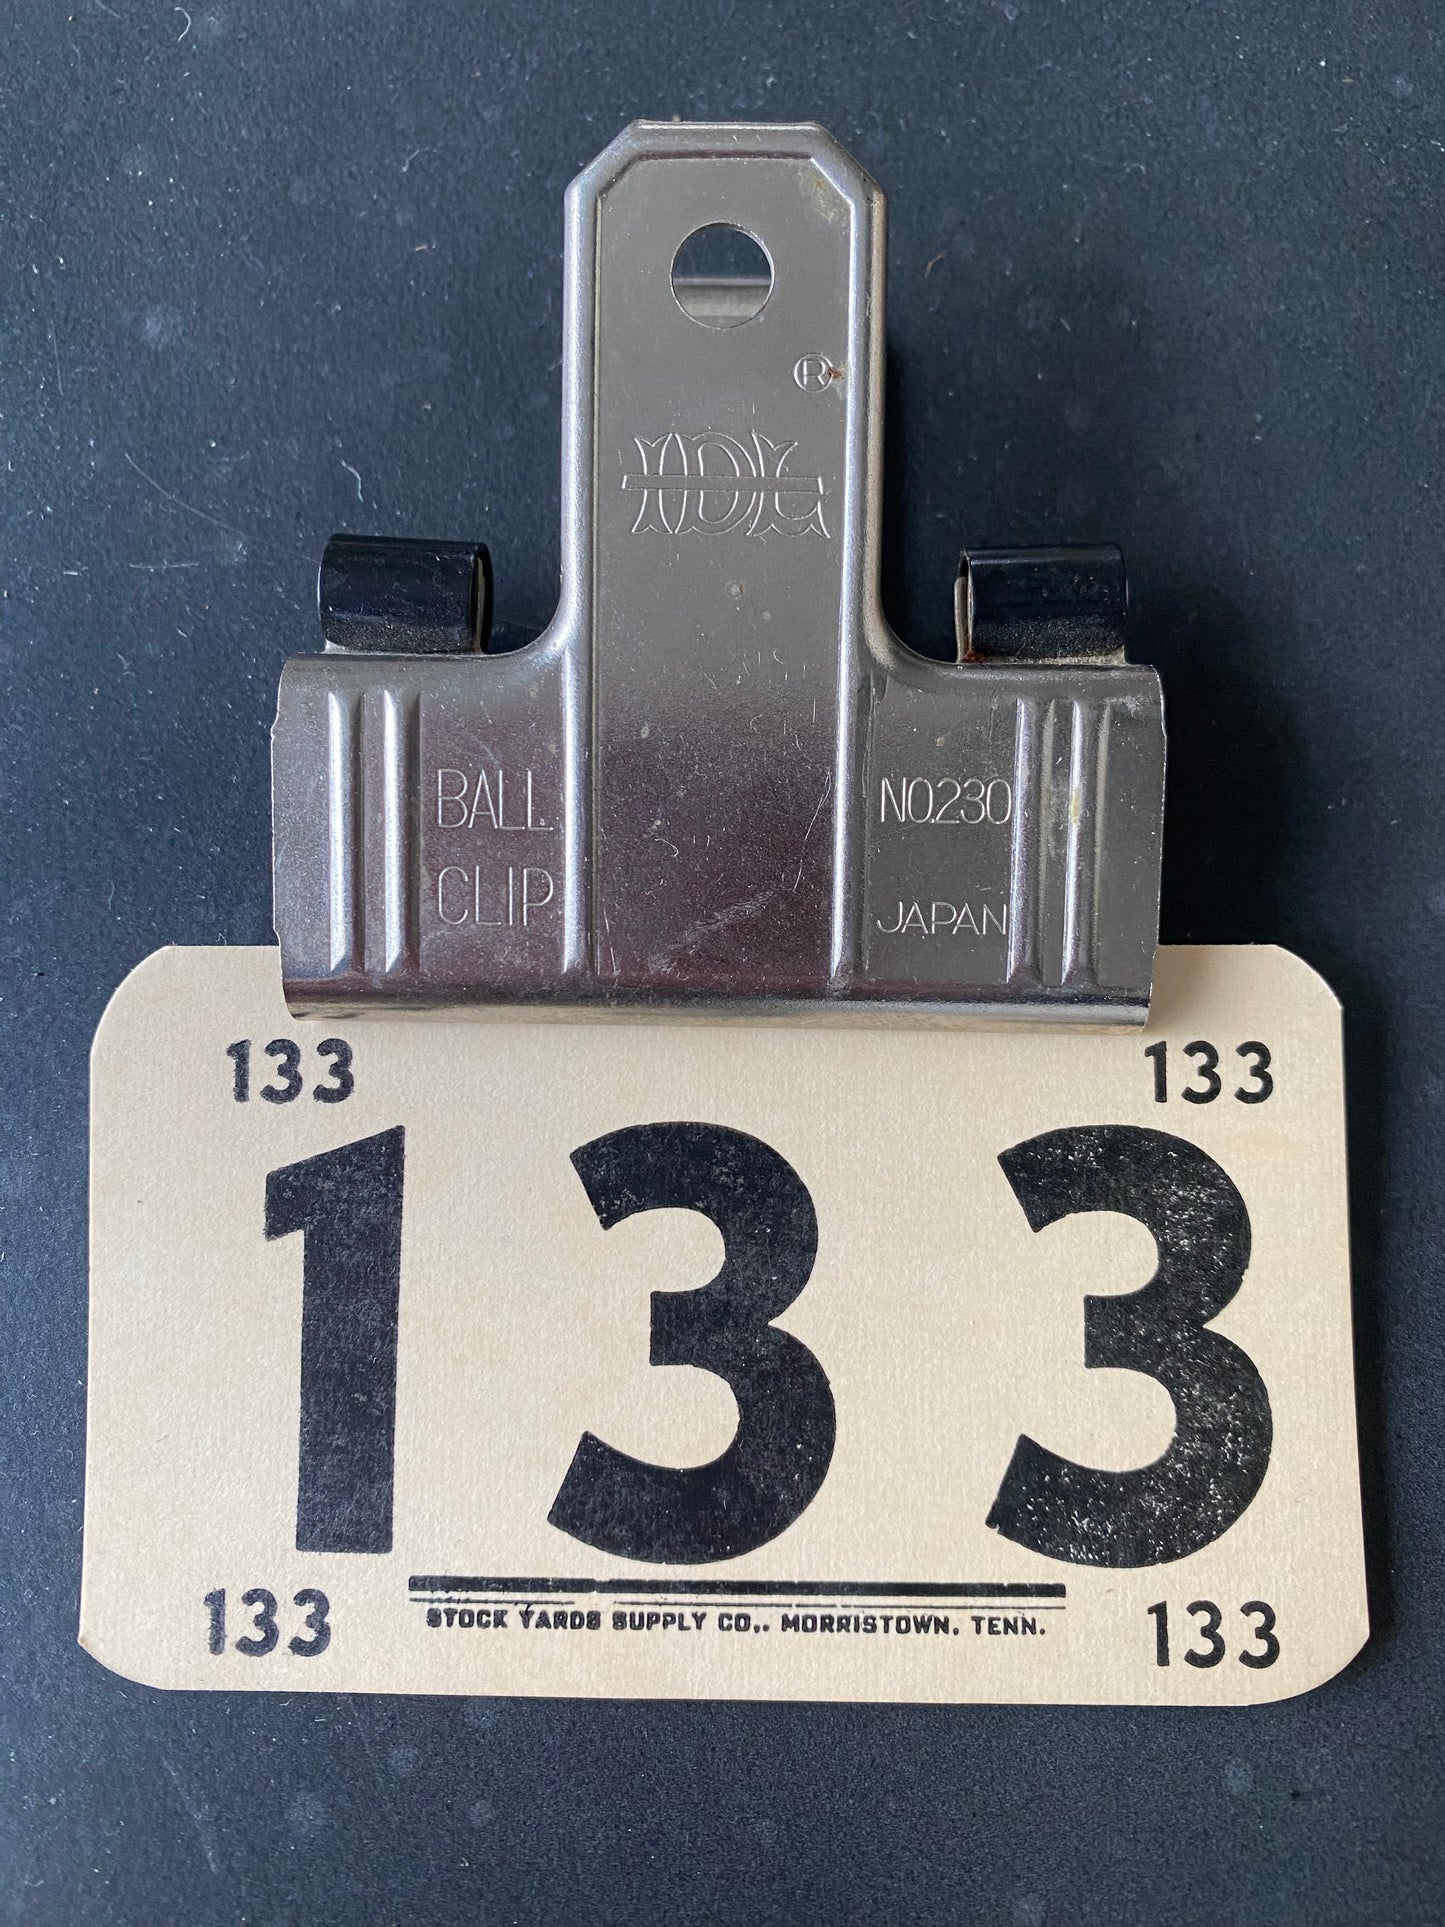 ®
BALL
CLIP
NO.230
JAPAN
133
133
133
133
133
STOCK YARDS SUPPLY CO., MORRISTOWN, TENN.